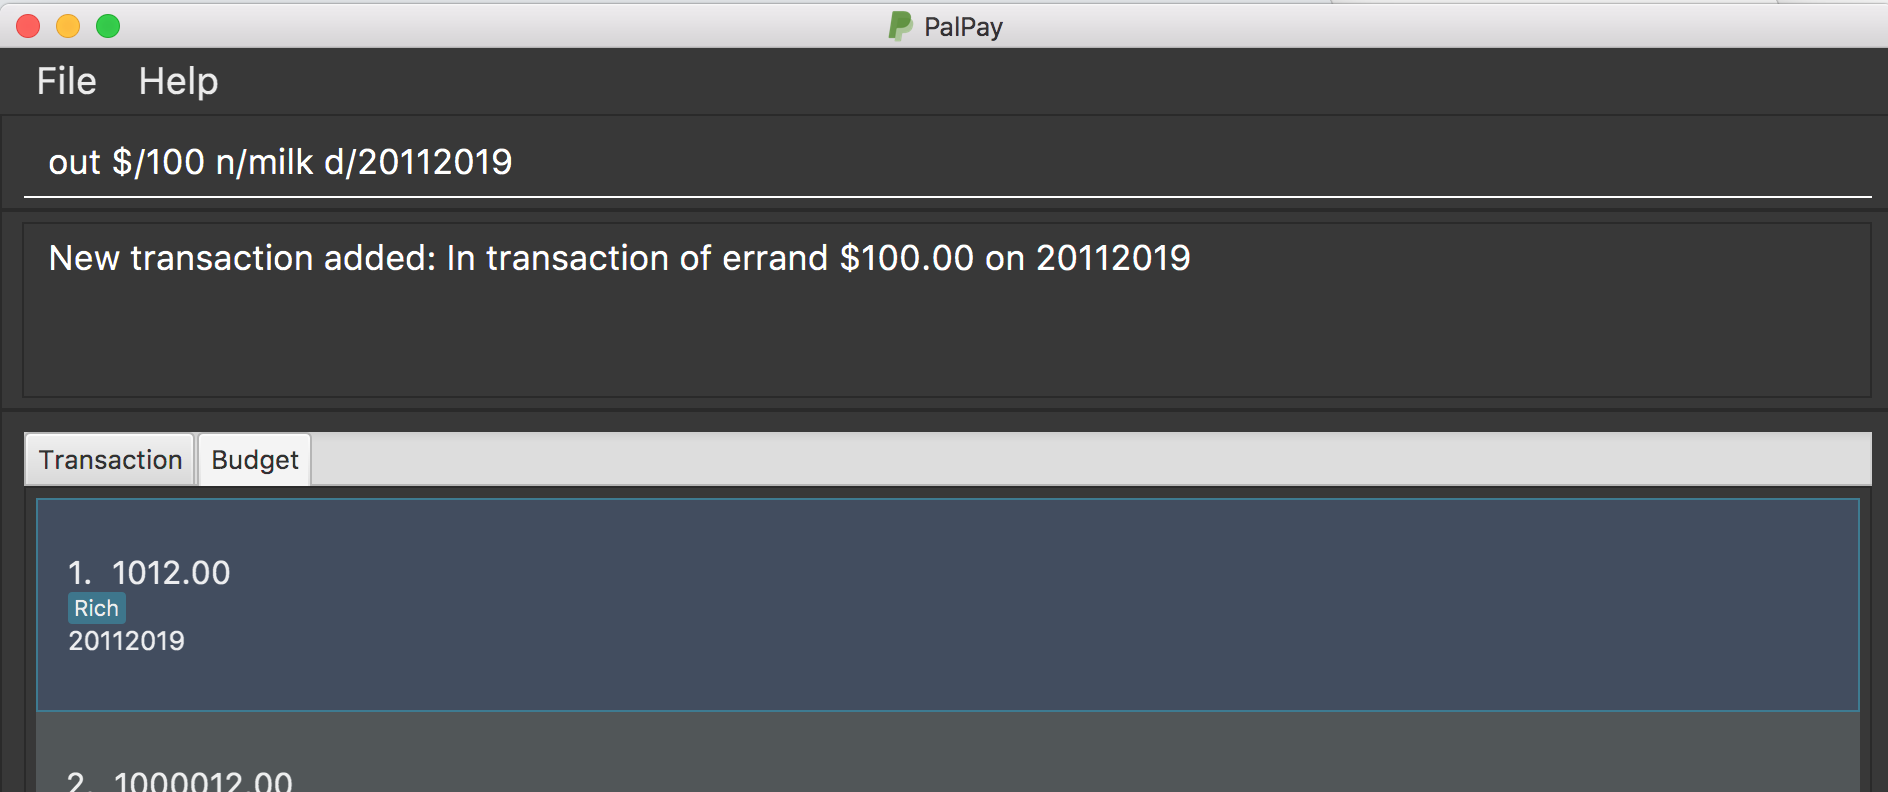 PalPay
File Help
out $/100 n/milk d/20112019
New transaction added: In transaction of errand $100.00 on 20112019
Transaction Budget
1. 1012.00
Rich
20112019
2. 1000012.00